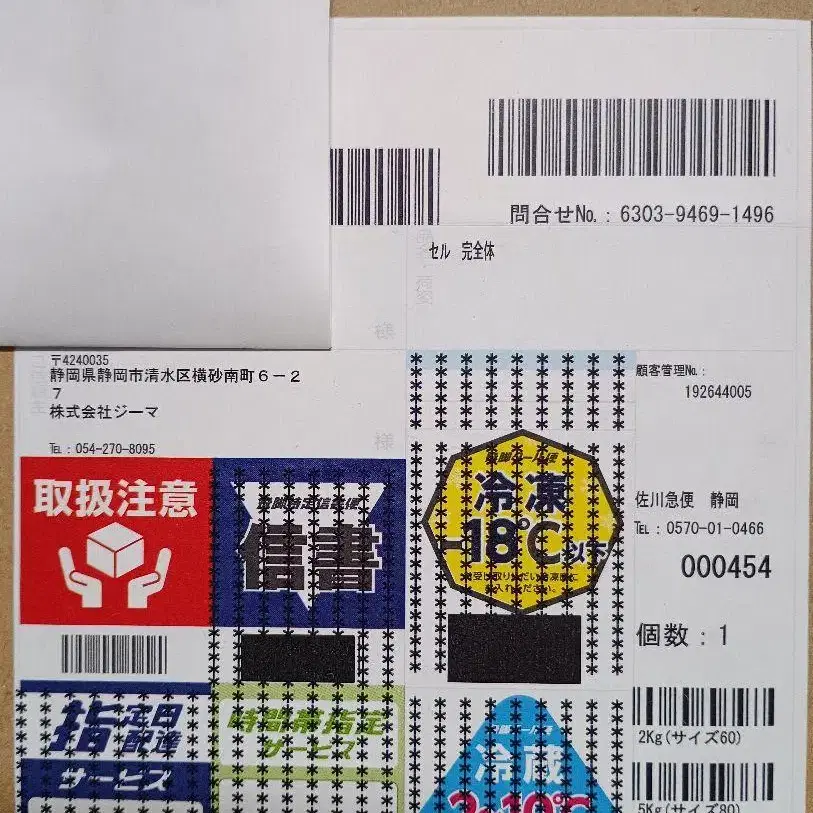 問合せNo.：6303-9469-1496
セル 完全体
様
〒4240035
静岡県静岡市清水区横砂南町６－２
７
株式会社ジーマ
TEL：054-270-8095
様
顧客管理No.：
192644005
佐川急便 静岡
TEL：0570-01-0466
000454
個数：1
取扱注意
信書
冷凍
-18℃以下
指定日
配達
サービス
時間帯指定
サービス
冷蔵
2～10℃
2Kg(サイズ60)
5Kg(サイズ80)